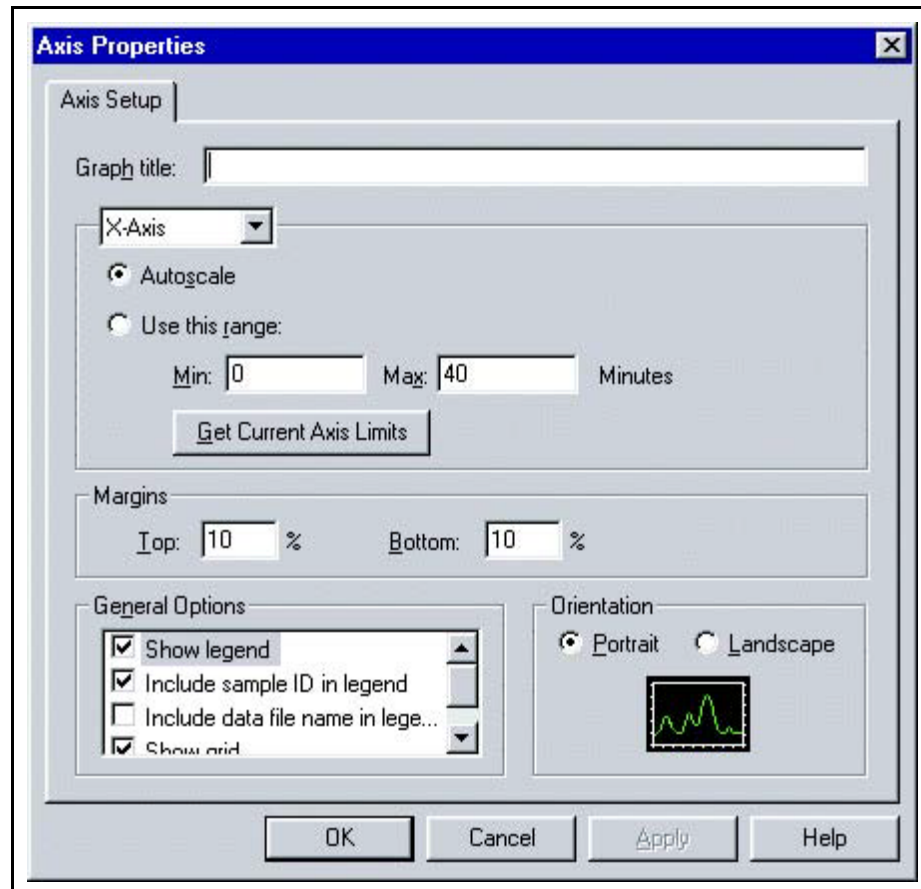 Axis Properties
Axis Setup
Graph title:
X-Axis
Autoscale
Use this range:
Min: 0 Max: 40 Minutes
Get Current Axis Limits
Margins
Top: 10 % Bottom: 10 %
General Options
Show legend
Include sample ID in legend
Include data file name in lege...
Show grid
Orientation
Portrait Landscape
OK Cancel Apply Help